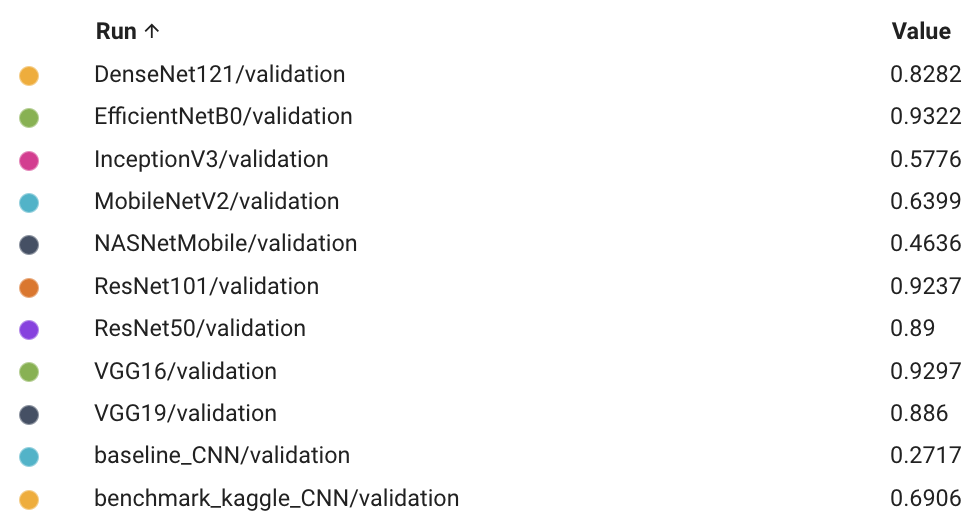 Run ↑ Value
DenseNet121/validation 0.8282
EfficientNetB0/validation 0.9322
InceptionV3/validation 0.5776
MobileNetV2/validation 0.6399
NASNetMobile/validation 0.4636
ResNet101/validation 0.9237
ResNet50/validation 0.89
VGG16/validation 0.9297
VGG19/validation 0.886
baseline_CNN/validation 0.2717
benchmark_kaggle_CNN/validation 0.6906